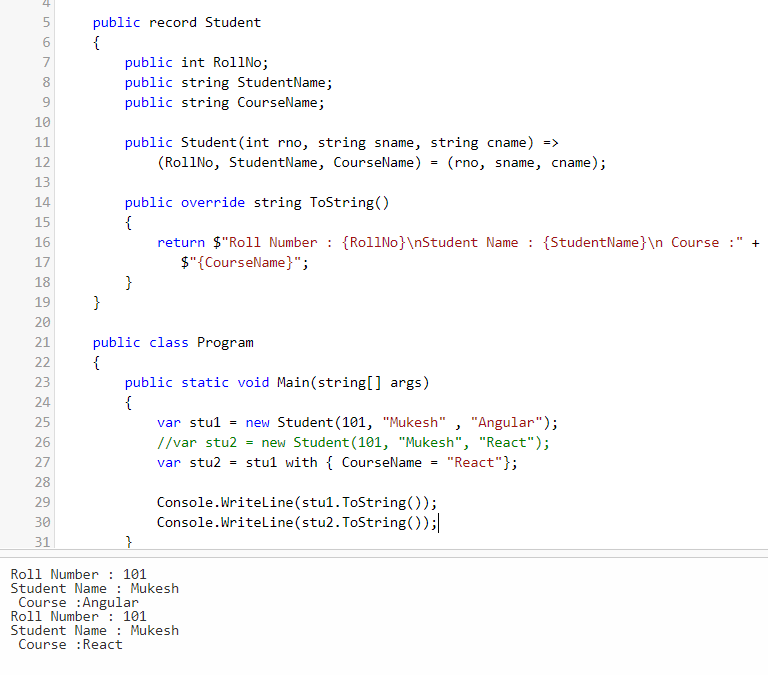 4
5 public record Student
6 {
7 public int RollNo;
8 public string StudentName;
9 public string CourseName;
10
11 public Student(int rno, string sname, string cname) =>
12 (RollNo, StudentName, CourseName) = (rno, sname, cname);
13
14 public override string ToString()
15 {
16 return $"Roll Number : {RollNo}\nStudent Name : {StudentName}\n Course :" +
17 $"{CourseName}";
18 }
19 }
20
21 public class Program
22 {
23 public static void Main(string[] args)
24 {
25 var stu1 = new Student(101, "Mukesh" , "Angular");
26 //var stu2 = new Student(101, "Mukesh", "React");
27 var stu2 = stu1 with { CourseName = "React"};
28
29 Console.WriteLine(stu1.ToString());
30 Console.WriteLine(stu2.ToString());
31 }
Roll Number : 101
Student Name : Mukesh
Course :Angular
Roll Number : 101
Student Name : Mukesh
Course :React